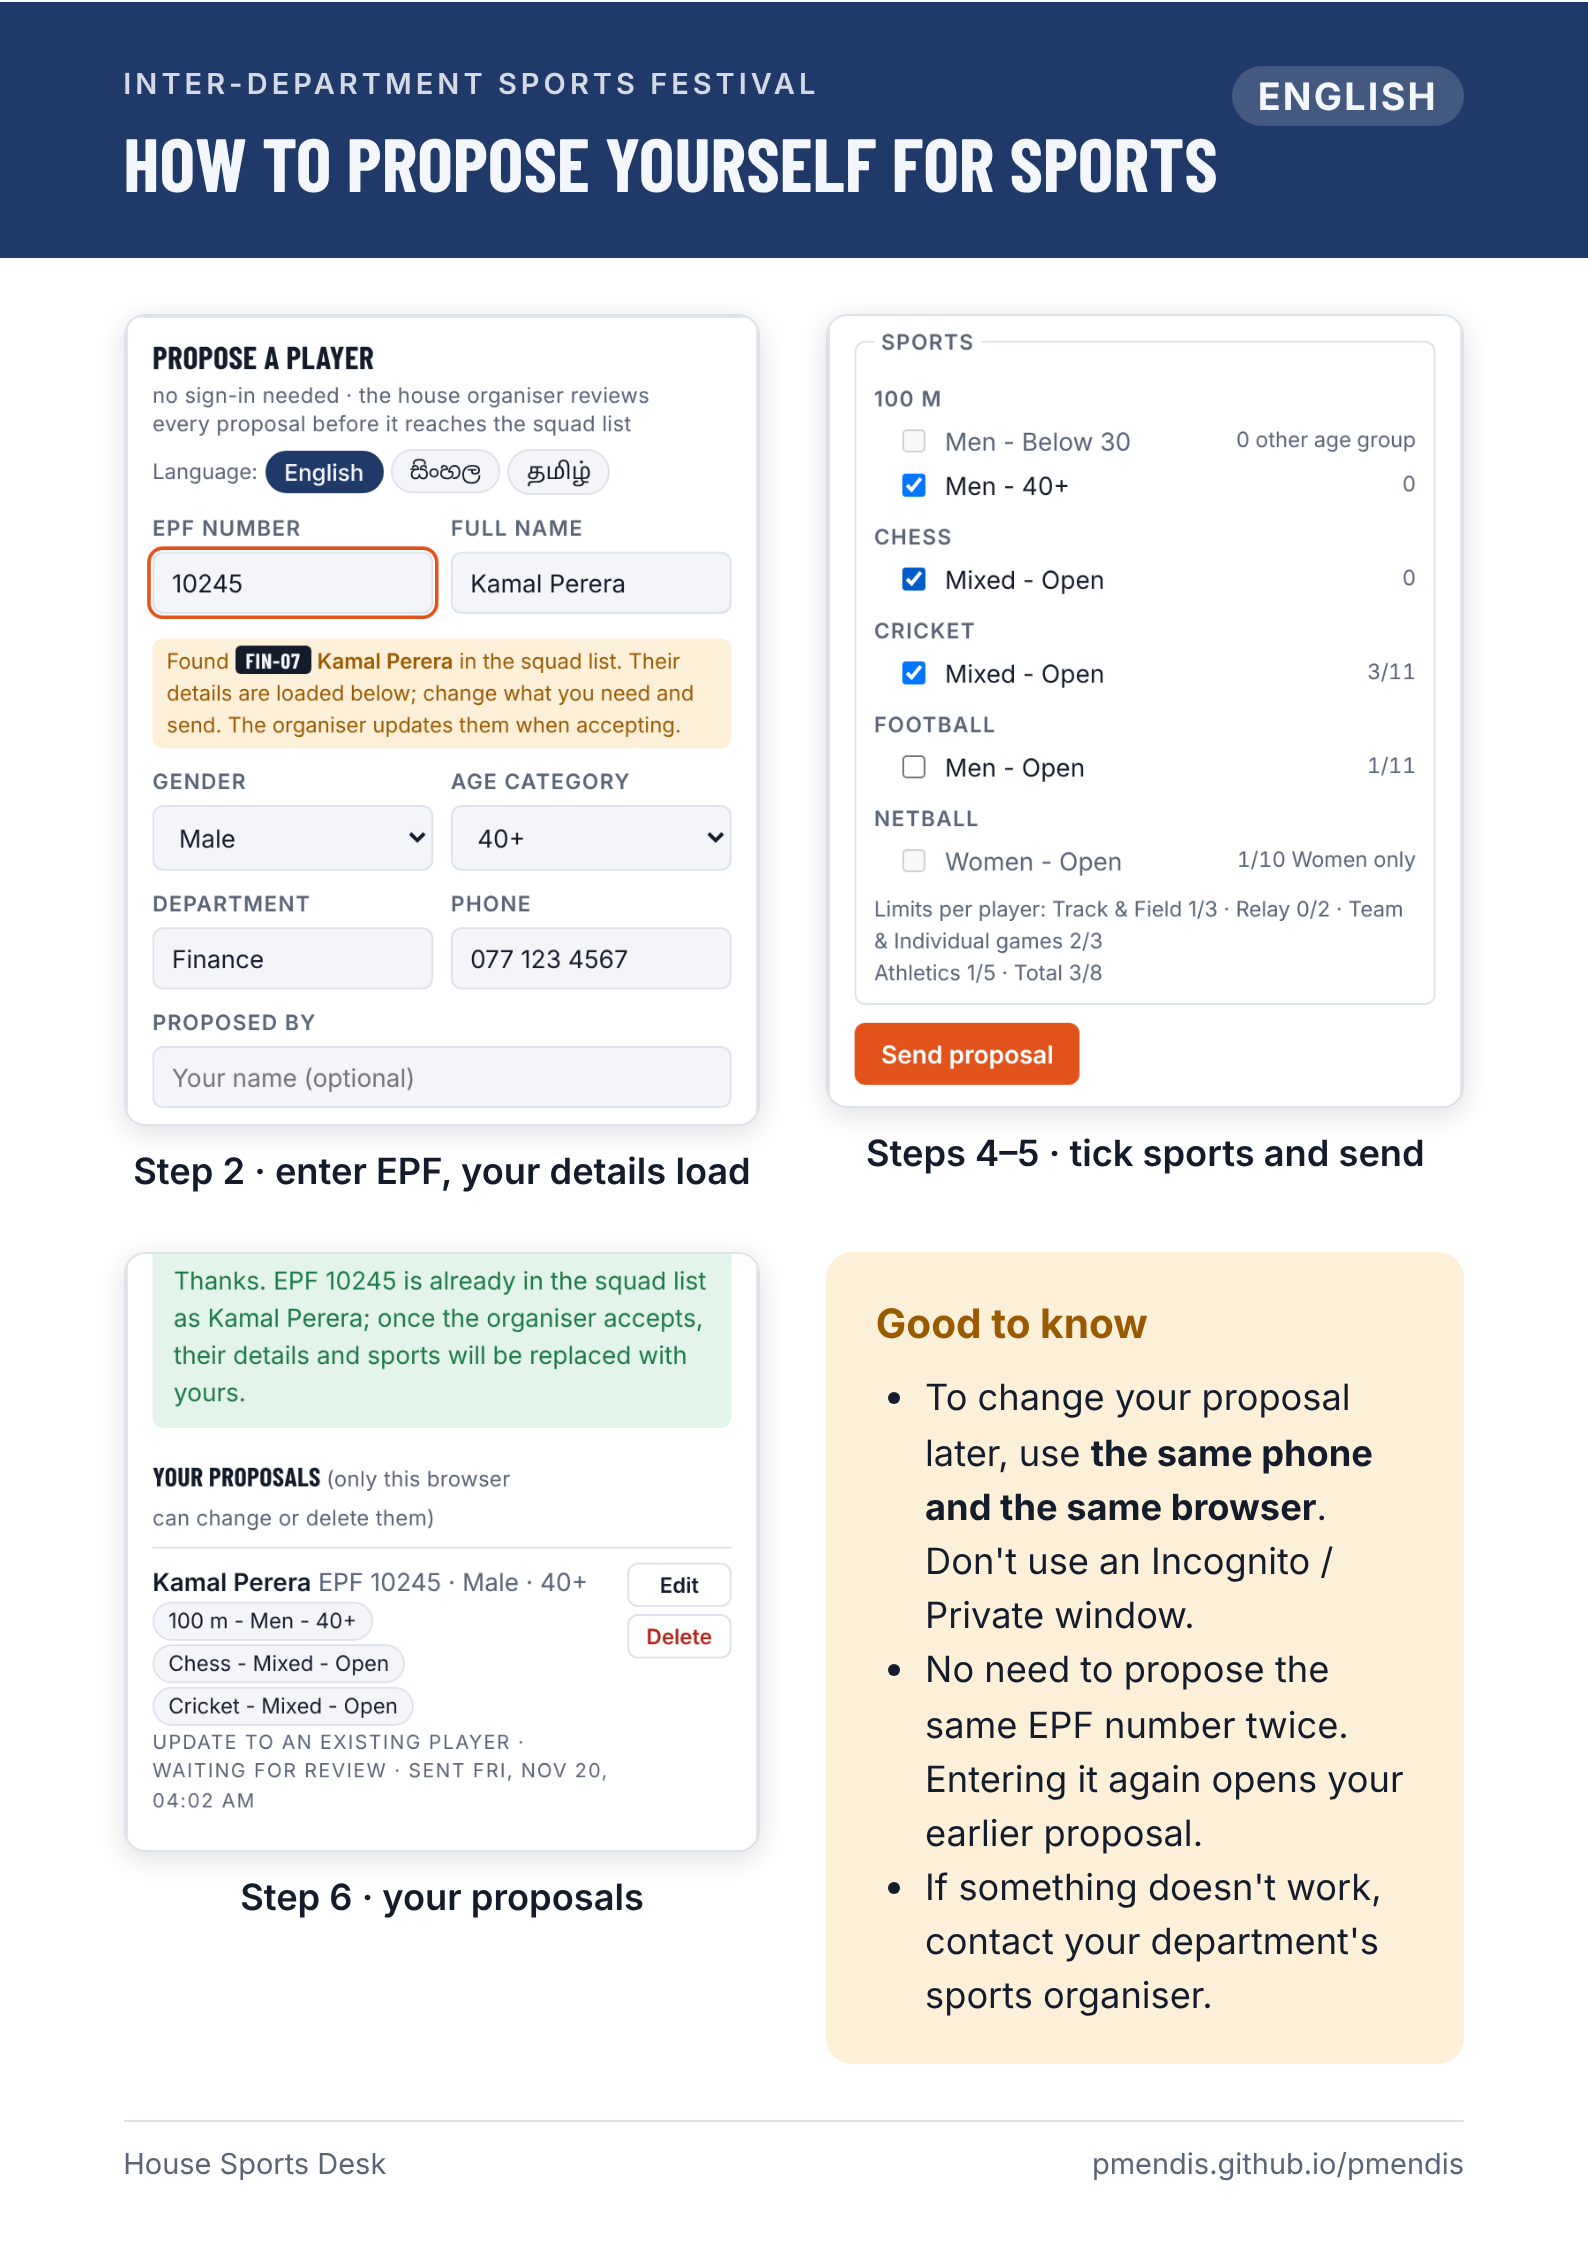 INTER-DEPARTMENT SPORTS FESTIVAL
ENGLISH
HOW TO PROPOSE YOURSELF FOR SPORTS
PROPOSE A PLAYER
no sign-in needed · the house organiser reviews
every proposal before it reaches the squad list
Language: English සිංහල தமிழ்
EPF NUMBER FULL NAME
10245 Kamal Perera
Found FIN-07 Kamal Perera in the squad list. Their
details are loaded below; change what you need and
send. The organiser updates them when accepting.
GENDER AGE CATEGORY
Male 40+
DEPARTMENT PHONE
Finance 077 123 4567
PROPOSED BY
Your name (optional)
Step 2 · enter EPF, your details load
SPORTS
100 M
Men - Below 30 0 other age group
Men - 40+ 0
CHESS
Mixed - Open 0
CRICKET
Mixed - Open 3/11
FOOTBALL
Men - Open 1/11
NETBALL
Women - Open 1/10 Women only
Limits per player: Track & Field 1/3 · Relay 0/2 · Team
& Individual games 2/3
Athletics 1/5 · Total 3/8
Send proposal
Steps 4–5 · tick sports and send
Thanks. EPF 10245 is already in the squad list
as Kamal Perera; once the organiser accepts,
their details and sports will be replaced with
yours.
YOUR PROPOSALS (only this browser
can change or delete them)
Kamal Perera EPF 10245 · Male · 40+ Edit
100 m - Men - 40+
Delete
Chess - Mixed - Open
Cricket - Mixed - Open
UPDATE TO AN EXISTING PLAYER ·
WAITING FOR REVIEW · SENT FRI, NOV 20,
04:02 AM
Step 6 · your proposals
Good to know
• To change your proposal
later, use the same phone
and the same browser.
Don't use an Incognito /
Private window.
• No need to propose the
same EPF number twice.
Entering it again opens your
earlier proposal.
• If something doesn't work,
contact your department's
sports organiser.
House Sports Desk pmendis.github.io/pmendis